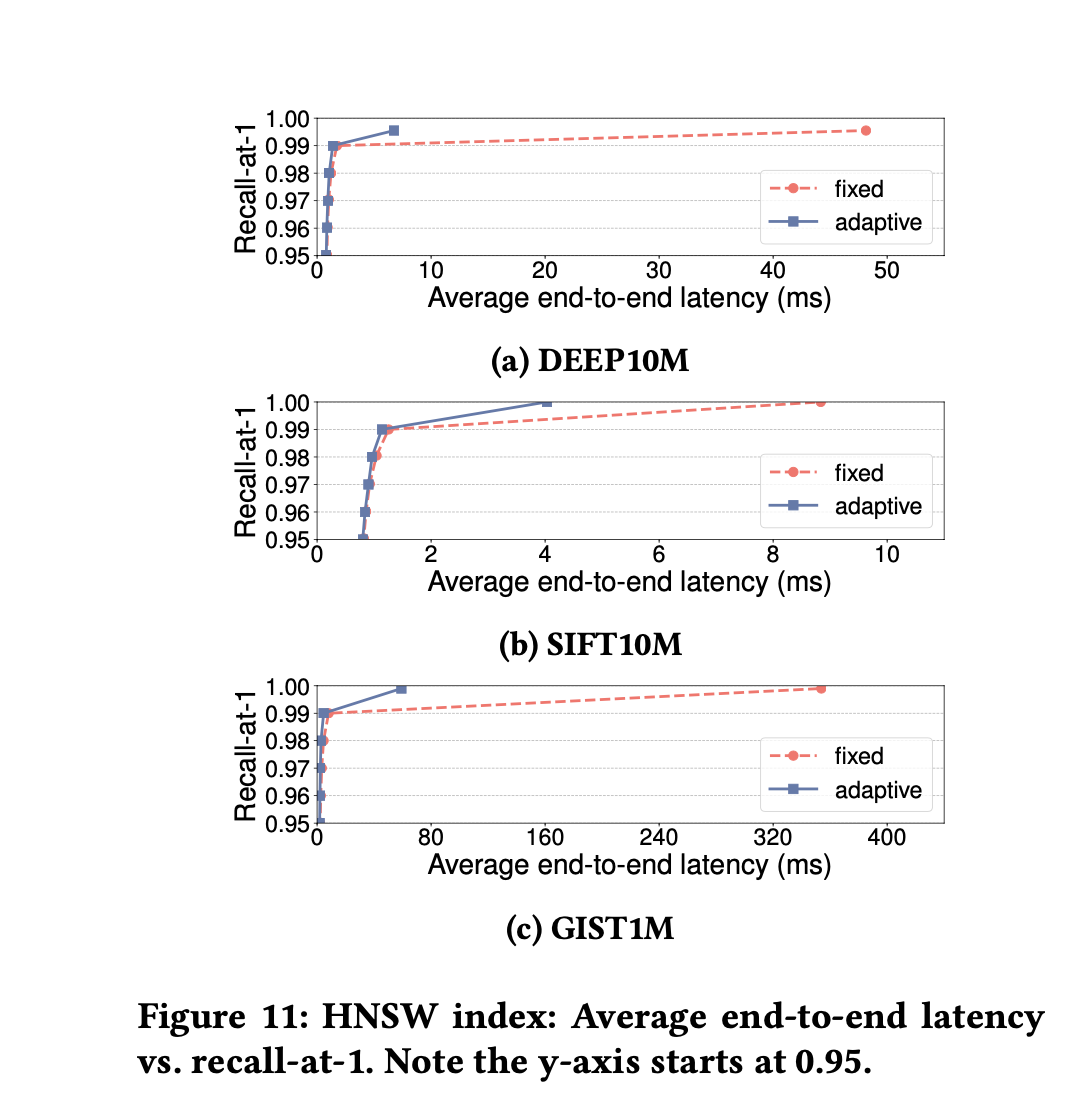 Recall-at-1
1.00
0.99
0.98
0.97
0.96
0.95
fixed
adaptive
0 10 20 30 40 50
Average end-to-end latency (ms)
(a) DEEP10M
Recall-at-1
1.00
0.99
0.98
0.97
0.96
0.95
fixed
adaptive
0 2 4 6 8 10
Average end-to-end latency (ms)
(b) SIFT10M
Recall-at-1
1.00
0.99
0.98
0.97
0.96
0.95
fixed
adaptive
0 80 160 240 320 400
Average end-to-end latency (ms)
(c) GIST1M
Figure 11: HNSW index: Average end-to-end latency
vs. recall-at-1. Note the y-axis starts at 0.95.